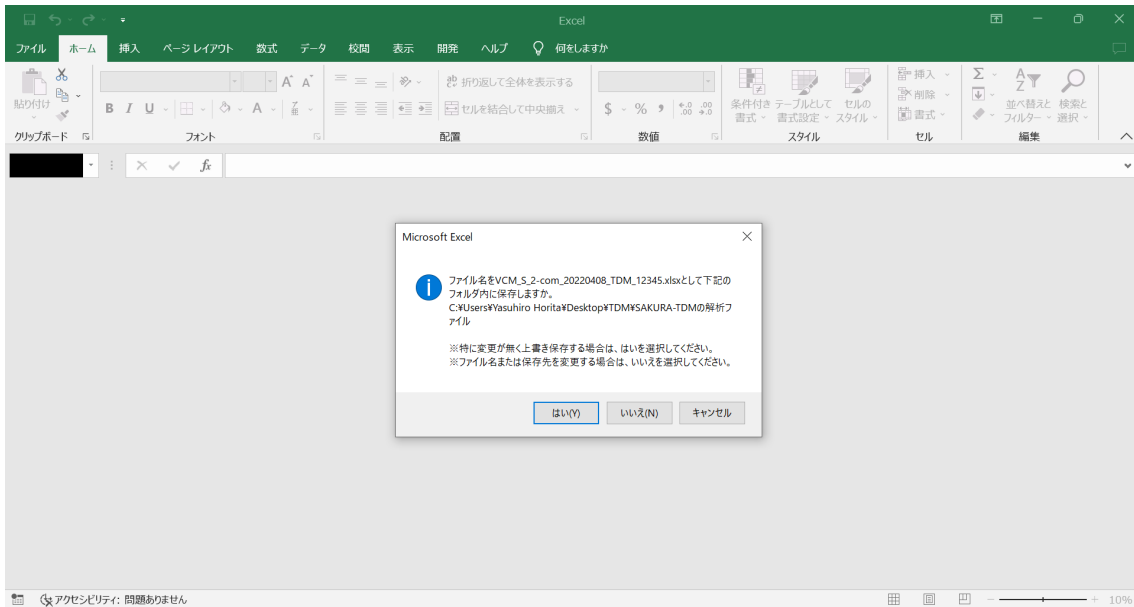 Excel
ファイル ホーム 挿入 ページ レイアウト 数式 データ 校閲 表示 開発 ヘルプ 何をしますか
貼り付け
B I U A A A 亜
ab 折り返して全体を表示する
セルを結合して中央揃え
$ % 9 .00 .0
条件付き書式 テーブルとして書式設定 セルのスタイル
挿入
削除
書式
Σ
並べ替えと フィルター
検索と 選択
クリップボード フォント 配置 数値 スタイル セル 編集
fx
Microsoft Excel
ファイル名をVCM_S_2-com_20220408_TDM_12345.xlsxとして下記の
フォルダ内に保存しますか。
C:¥Users¥Yasuhiro Horita¥Desktop¥TDM¥SAKURA-TDMの解析フ
ァイル
※特に変更が無く上書き保存する場合は、はいを選択してください。
※ファイル名または保存先を変更する場合は、いいえを選択してください。
はい(Y) いいえ(N) キャンセル
アクセシビリティ: 問題ありません
10%